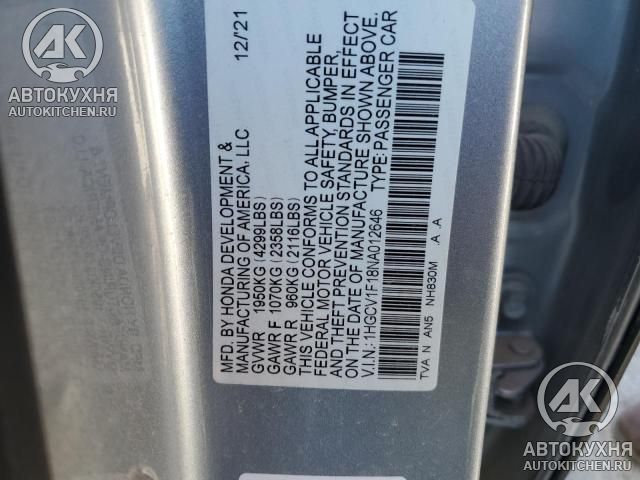 AK
АВТОКУХНЯ
AUTOKITCHEN.RU
MFD. BY HONDA DEVELOPMENT & 12/21
MANUFACTURING OF AMERICA, LLC
GVWR 1950KG (4299LBS)
GAWR F 1070KG (2358LBS)
GAWR R 960KG (2116LBS)
THIS VEHICLE CONFORMS TO ALL APPLICABLE
FEDERAL MOTOR VEHICLE SAFETY, BUMPER,
AND THEFT PREVENTION STANDARDS IN EFFECT
ON THE DATE OF MANUFACTURE SHOWN ABOVE.
V.I.N.:1HGCV1F18NA012646 TYPE:PASSENGER CAR
TVA N AN5 NH830M .A .A
AK
АВТОКУХНЯ
AUTOKITCHEN.RU